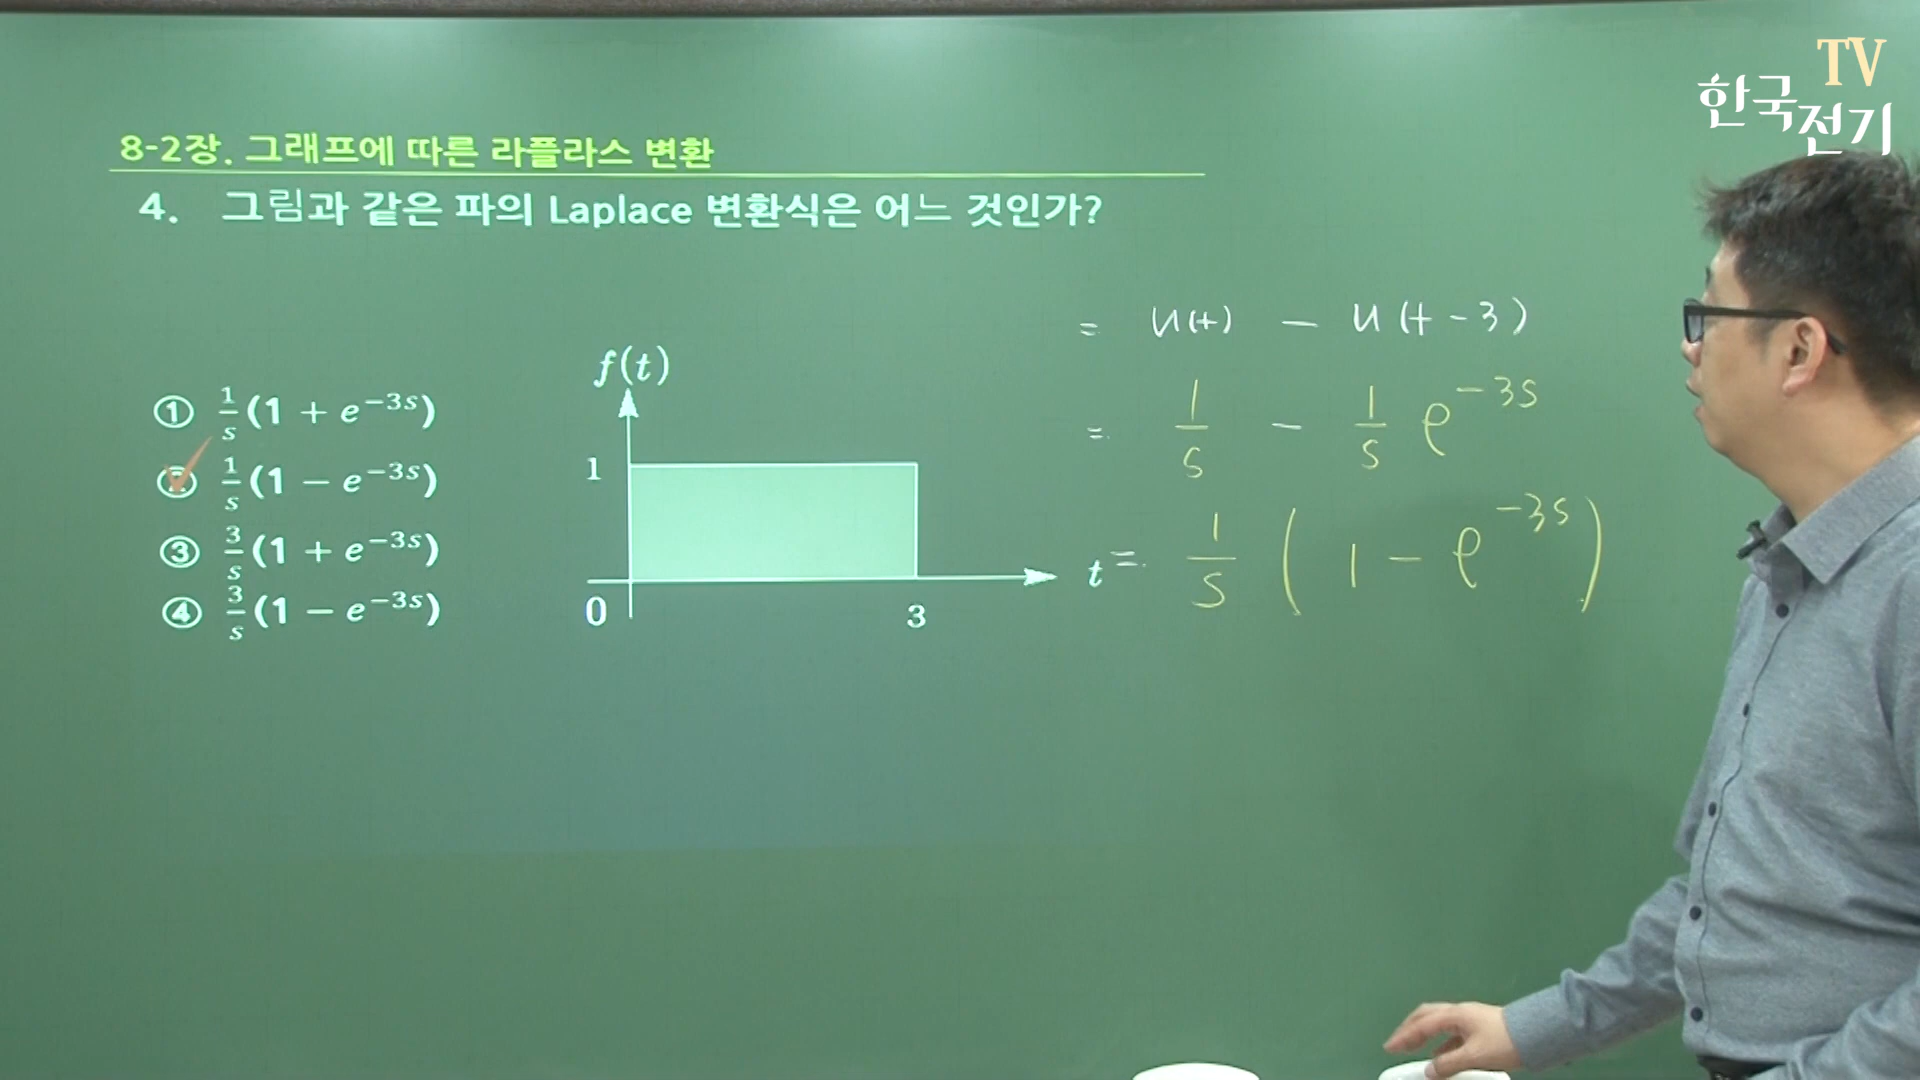 TV
한국전기
8-2장. 그래프에 따른 라플라스 변환
4. 그림과 같은 파의 Laplace 변환식은 어느 것인가?
① 1/s (1 + e^{-3s})
② 1/s (1 − e^{-3s})
③ 3/s (1 + e^{-3s})
④ 3/s (1 − e^{-3s})
f(t)
1
0
3
t
= u(t) − u(t−3)
= 1/s − 1/s e^{-3s}
= 1/s (1 − e^{-3s})